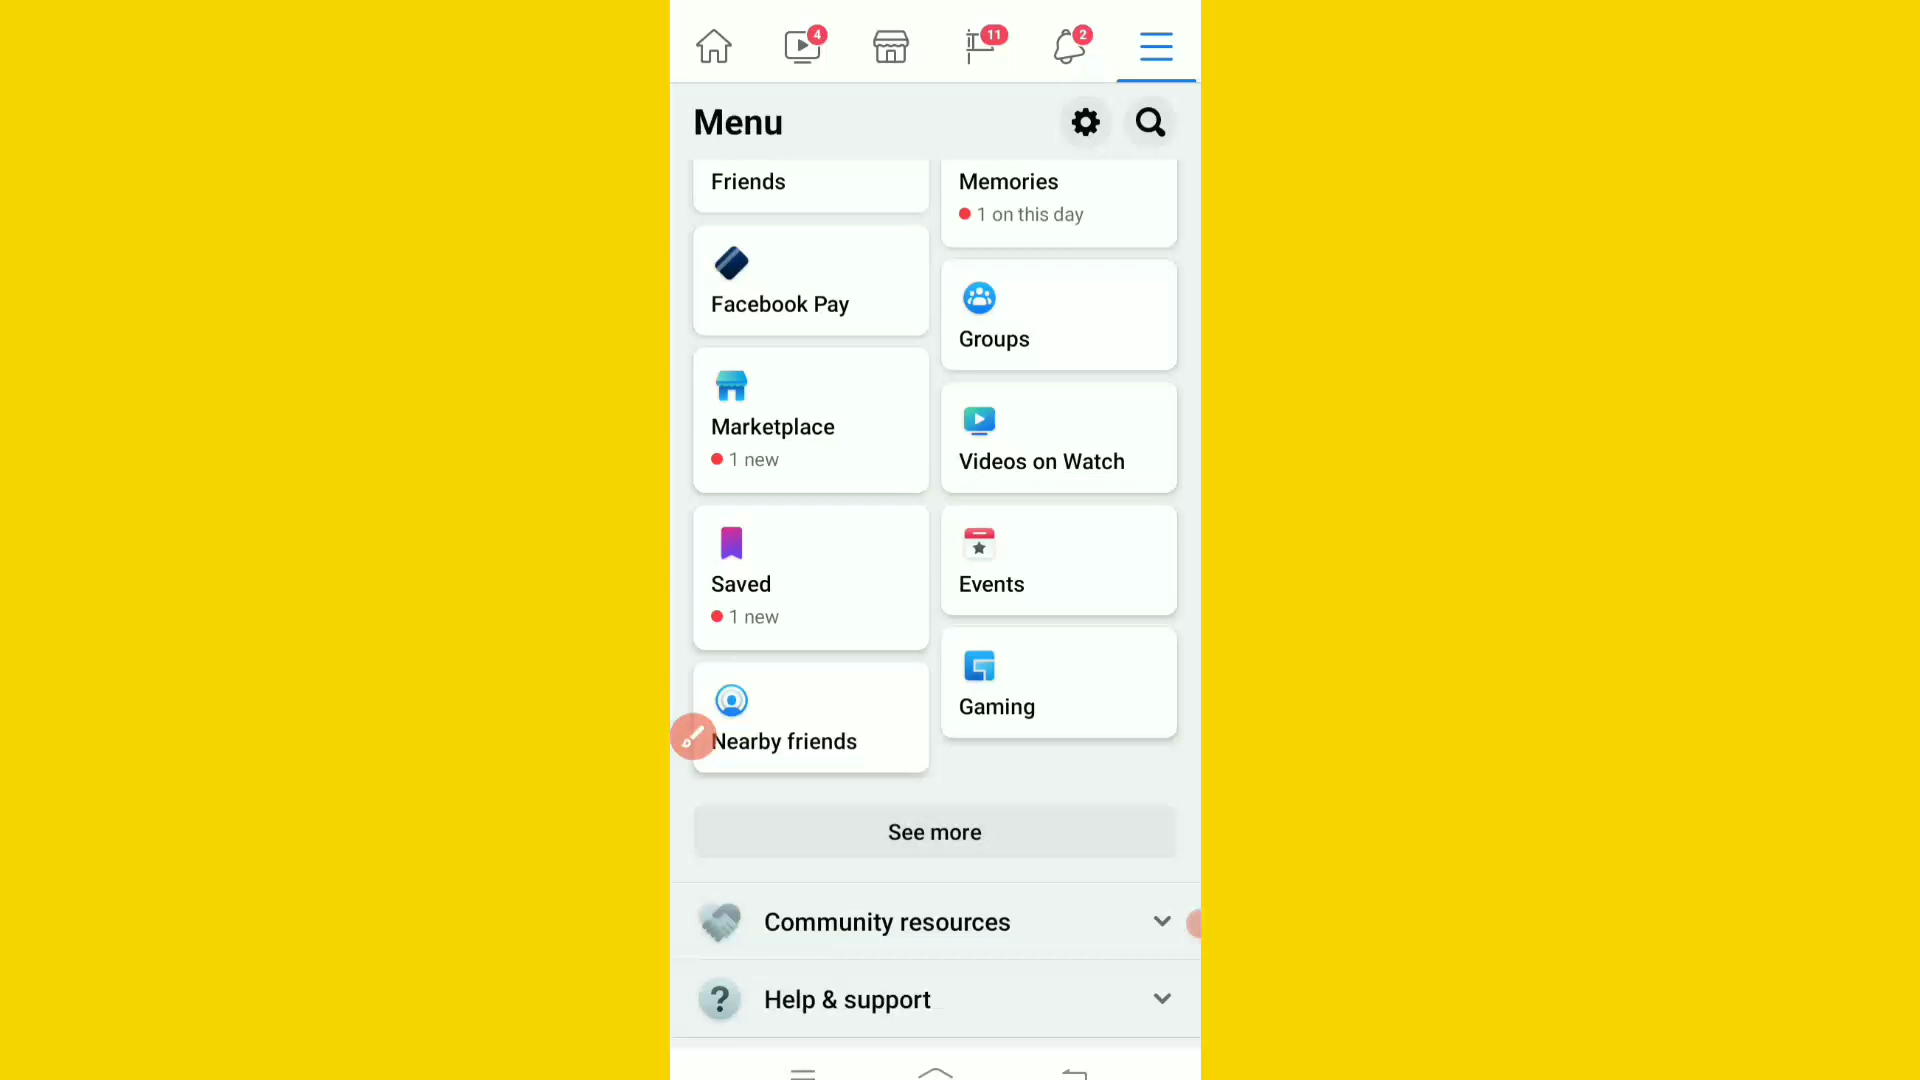 4
11
2
Menu
Friends
Memories
1 on this day
Facebook Pay
Groups
Marketplace
1 new
Videos on Watch
Saved
1 new
Events
Gaming
Nearby friends
See more
Community resources
? Help & support